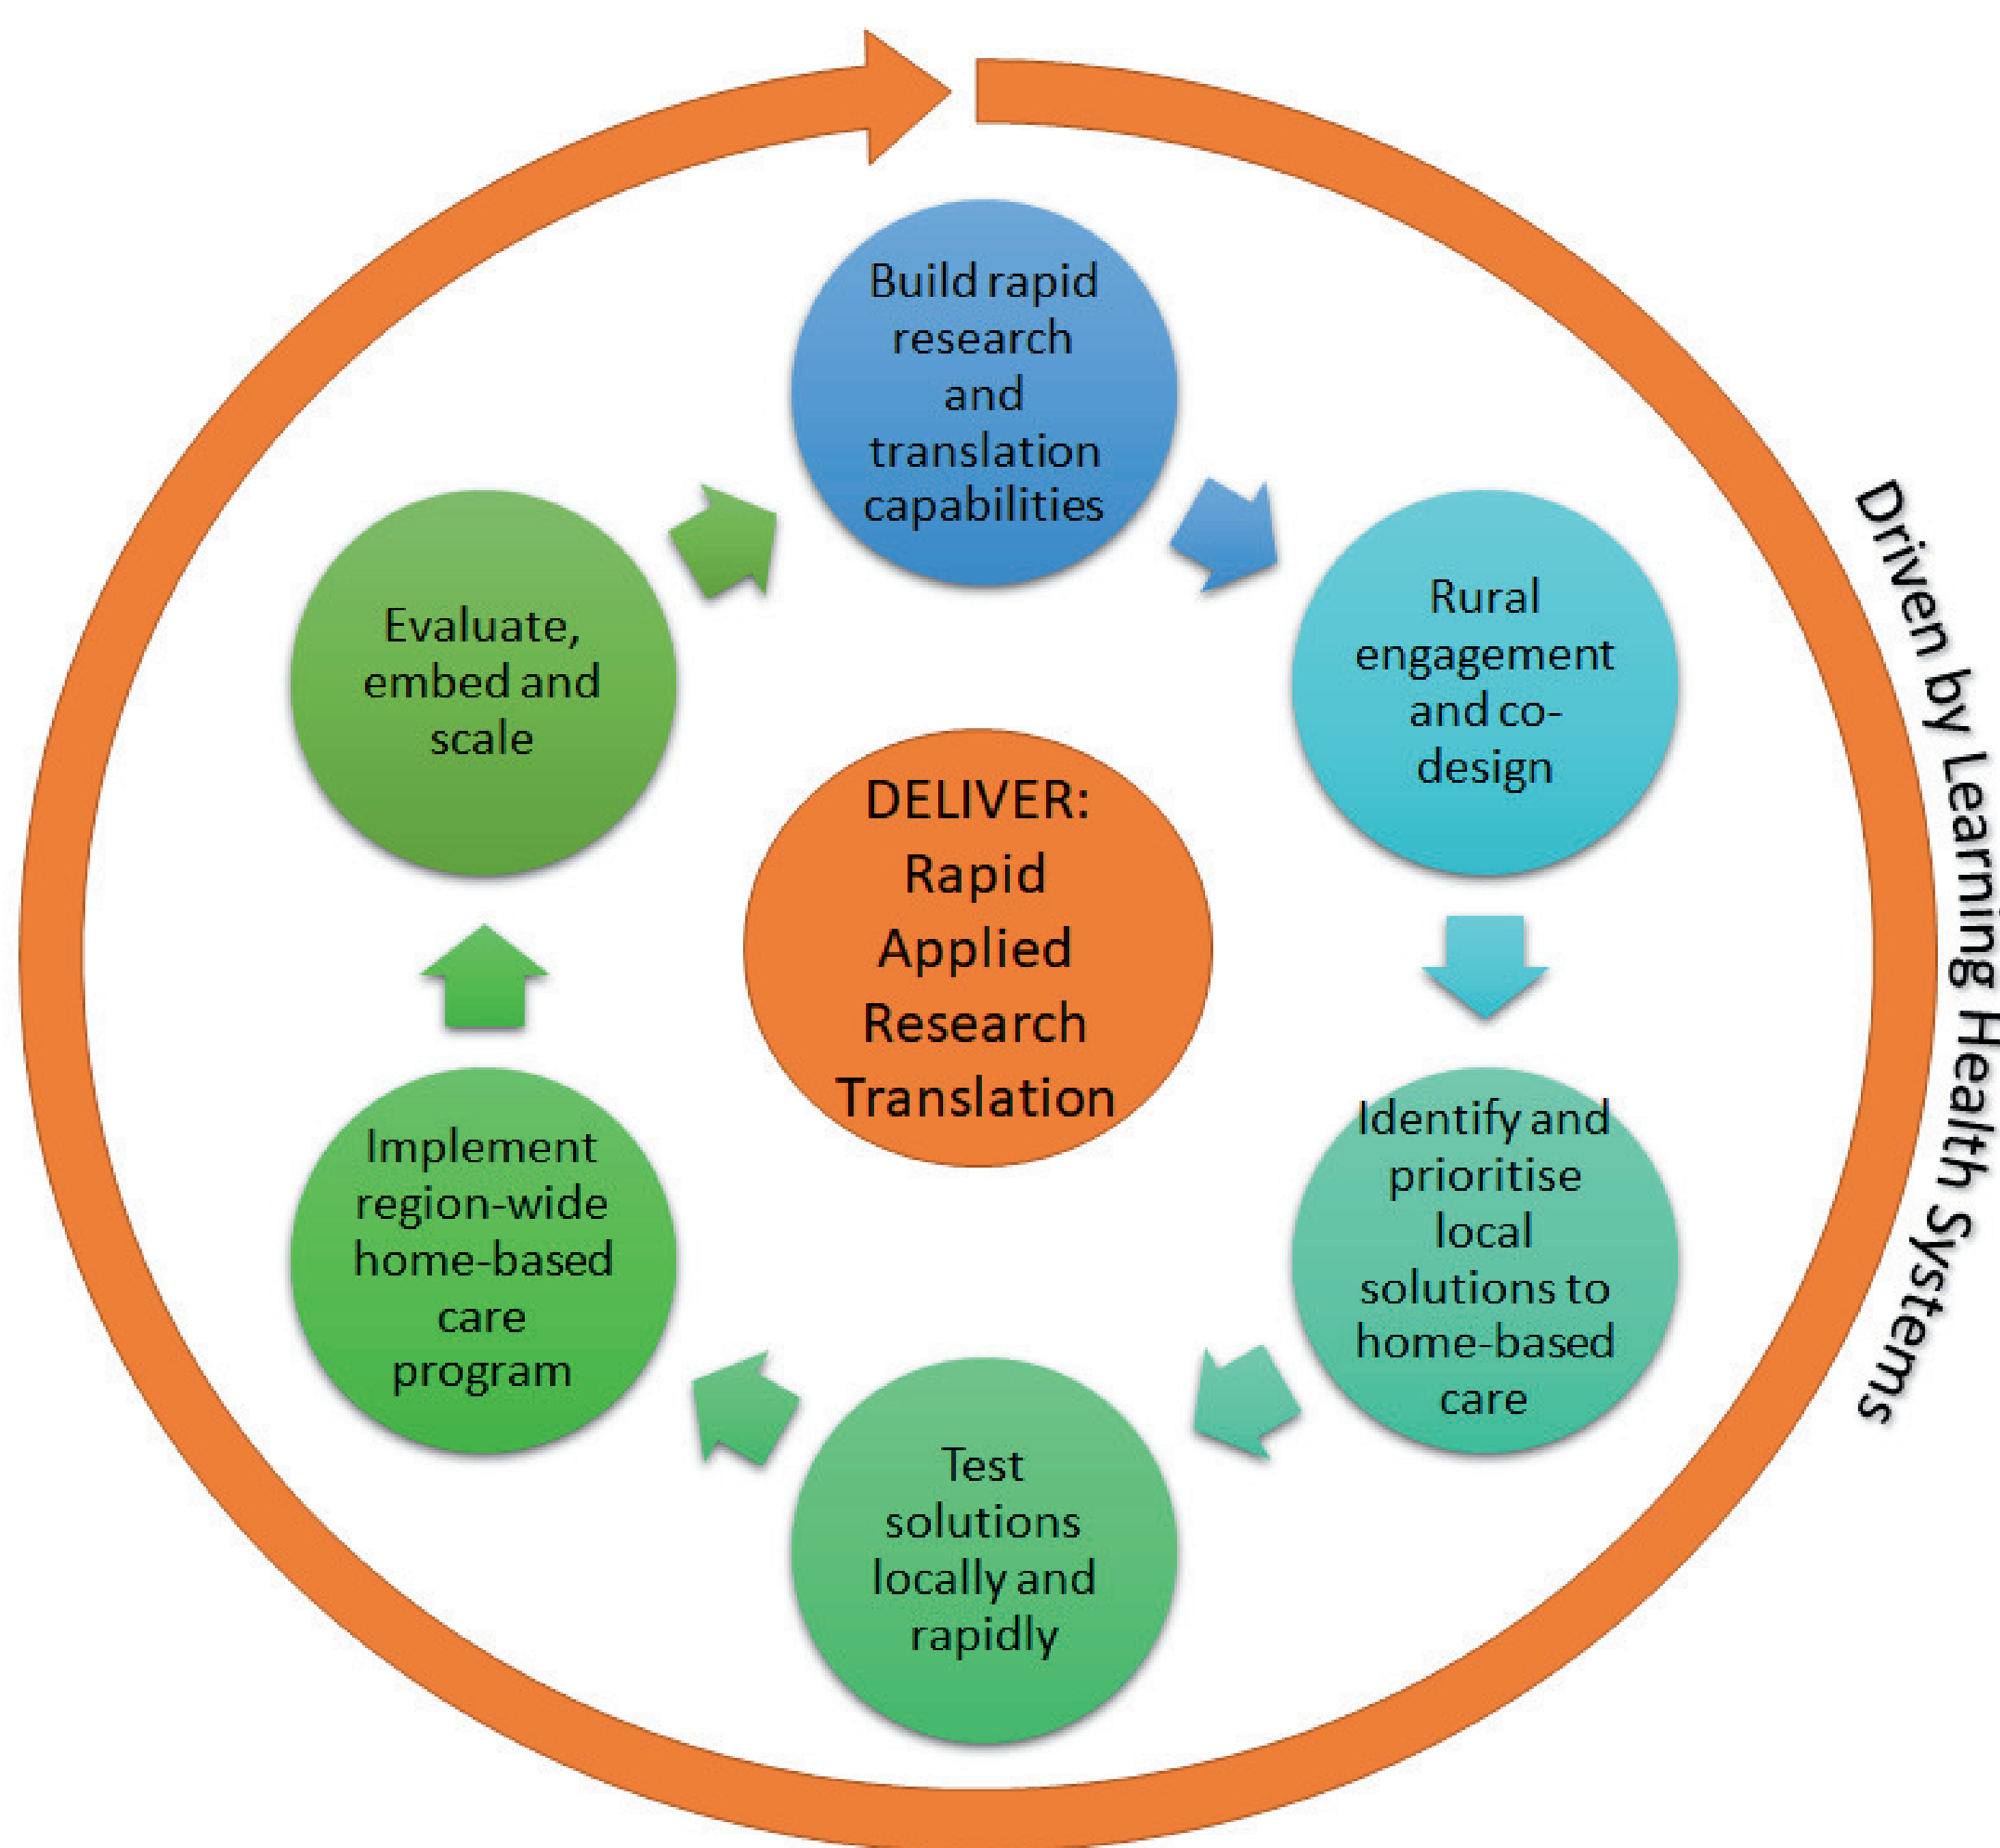 Build rapid
research
and
translation
capabilities
Rural
engagement
and co-
design
Identify and
prioritise
local
solutions to
home-based
care
Test
solutions
locally and
rapidly
Implement
region-wide
home-based
care
program
Evaluate,
embed and
scale
DELIVER:
Rapid
Applied
Research
Translation
Driven by Learning Health Systems